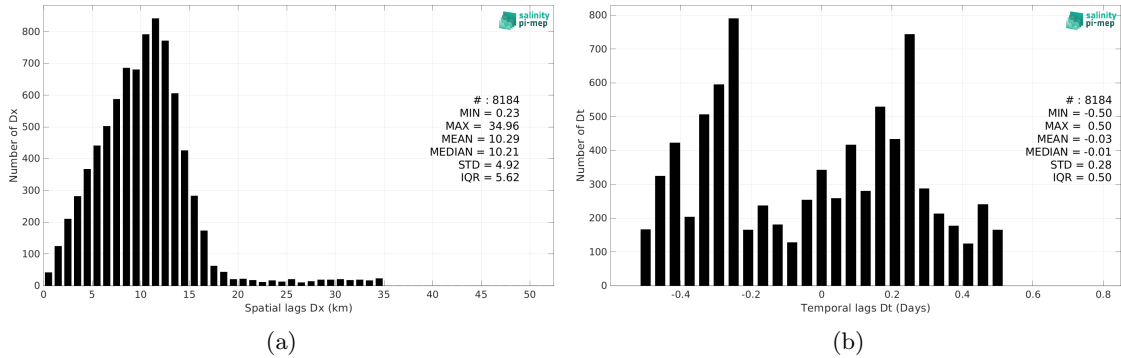 800
700
600
500
400
300
200
100
0
Number of Dx
0 5 10 15 20 25 30 35 40 45 50
Spatial lags Dx (km)
salinity
pi-mep
# : 8184
MIN = 0.23
MAX = 34.96
MEAN = 10.29
MEDIAN = 10.21
STD = 4.92
IQR = 5.62
(a)
800
700
600
500
400
300
200
100
0
Number of Dt
-0.4 -0.2 0 0.2 0.4 0.6 0.8
Temporal lags Dt (Days)
salinity
pi-mep
# : 8184
MIN = -0.50
MAX = 0.50
MEAN = -0.03
MEDIAN = -0.01
STD = 0.28
IQR = 0.50
(b)